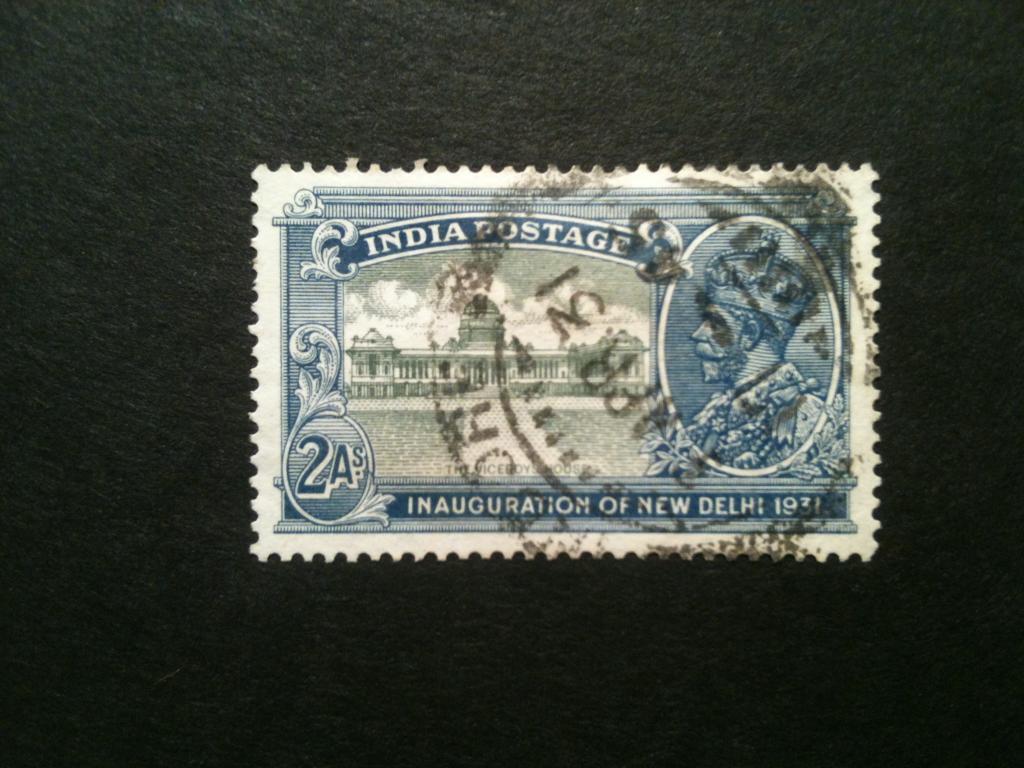 INDIA POSTAGE
2As.
THE VICEROY'S HOUSE
INAUGURATION OF NEW DELHI 1931